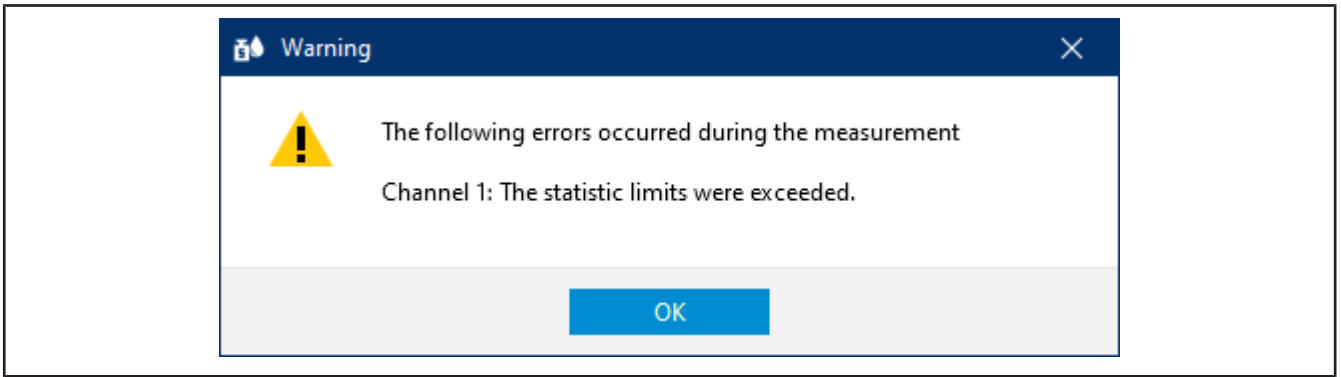 Warning
The following errors occurred during the measurement
Channel 1: The statistic limits were exceeded.
OK